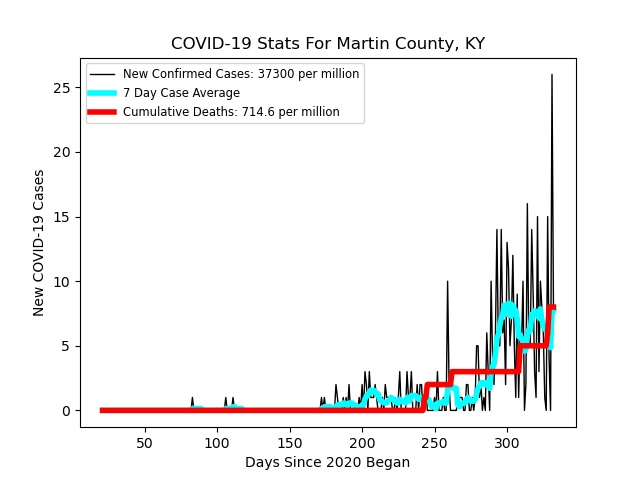 COVID-19 Stats For Martin County, KY
New Confirmed Cases: 37300 per million
7 Day Case Average
Cumulative Deaths: 714.6 per million
New COVID-19 Cases
25
20
15
10
5
0
50 100 150 200 250 300
Days Since 2020 Began